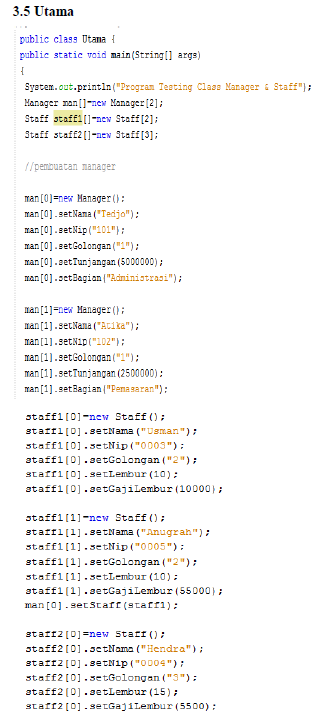 3.5 Utama
public class Utama {
public static void main(String[] args)
{
System.out.println("Program Testing Class Manager & Staff");
Manager man[]=new Manager[2];
Staff staff1[]=new Staff[2];
Staff staff2[]=new Staff[3];
//pembuatan manager
man[0]=new Manager();
man[0].setNama("Tedjo");
man[0].setNip("101");
man[0].setGolongan("1");
man[0].setTunjangan(5000000);
man[0].setBagian("Administrasi");
man[1]=new Manager();
man[1].setNama("Atika");
man[1].setNip("102");
man[1].setGolongan("1");
man[1].setTunjangan(2500000);
man[1].setBagian("Pemasaran");
staff1[0]=new Staff();
staff1[0].setNama("Usman");
staff1[0].setNip("0003");
staff1[0].setGolongan("2");
staff1[0].setLembur(10);
staff1[0].setGajiLembur(10000);
staff1[1]=new Staff();
staff1[1].setNama("Anugrah");
staff1[1].setNip("0005");
staff1[1].setGolongan("2");
staff1[1].setLembur(10);
staff1[1].setGajiLembur(55000);
man[0].setStaff(staff1);
staff2[0]=new Staff();
staff2[0].setNama("Hendra");
staff2[0].setNip("0004");
staff2[0].setGolongan("3");
staff2[0].setLembur(15);
staff2[0].setGajiLembur(5500);